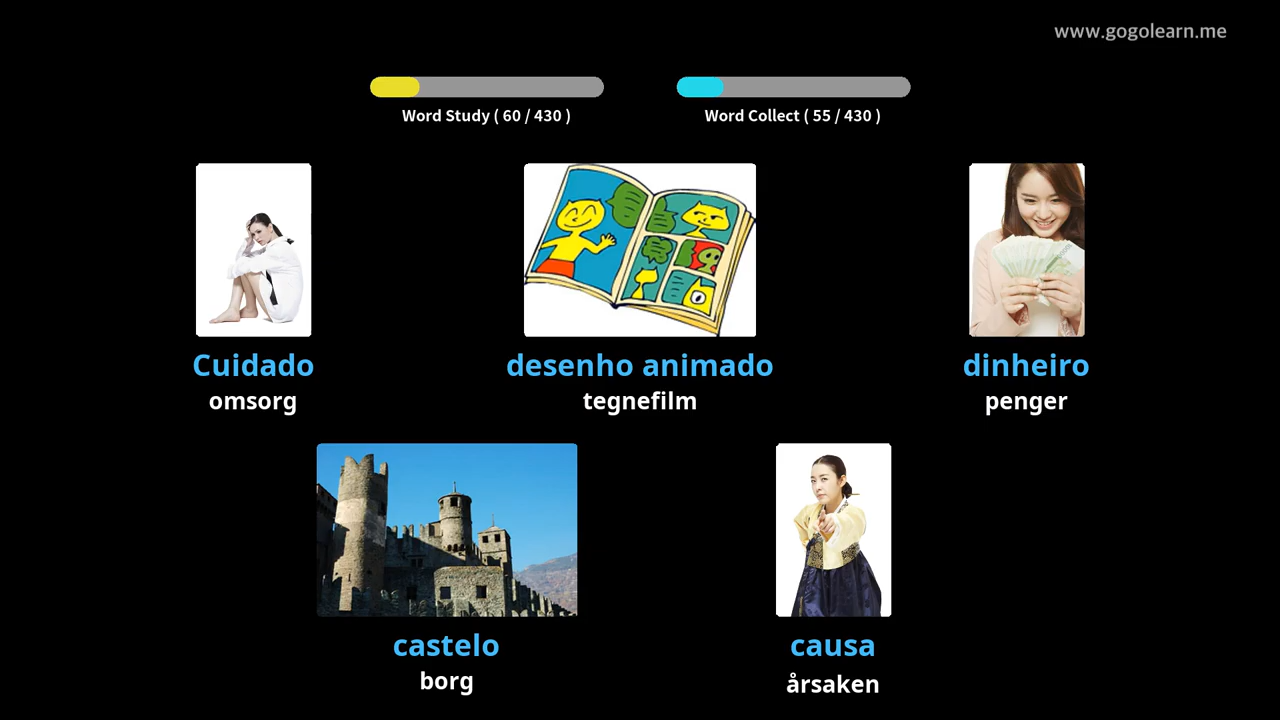 www.gogolearn.me
Word Study ( 60 / 430 )
Word Collect ( 55 / 430 )
Cuidado
omsorg
desenho animado
tegnefilm
dinheiro
penger
castelo
borg
causa
årsaken